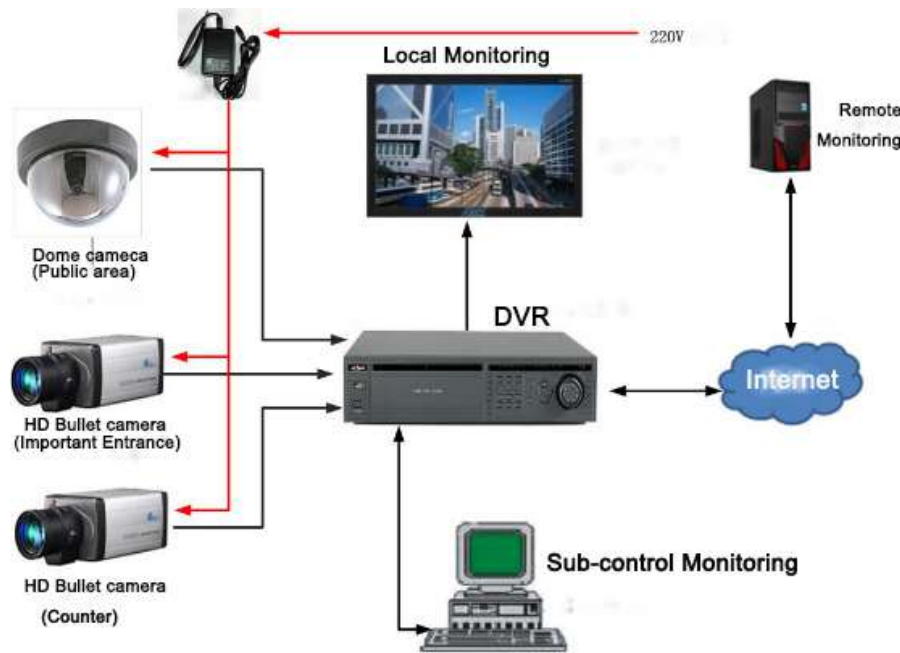 220V
Local Monitoring
Remote
Monitoring
Dome cameca
(Public area)
DVR
Internet
HD Bullet camera
(Important Entrance)
Sub-control Monitoring
HD Bullet camera
(Counter)